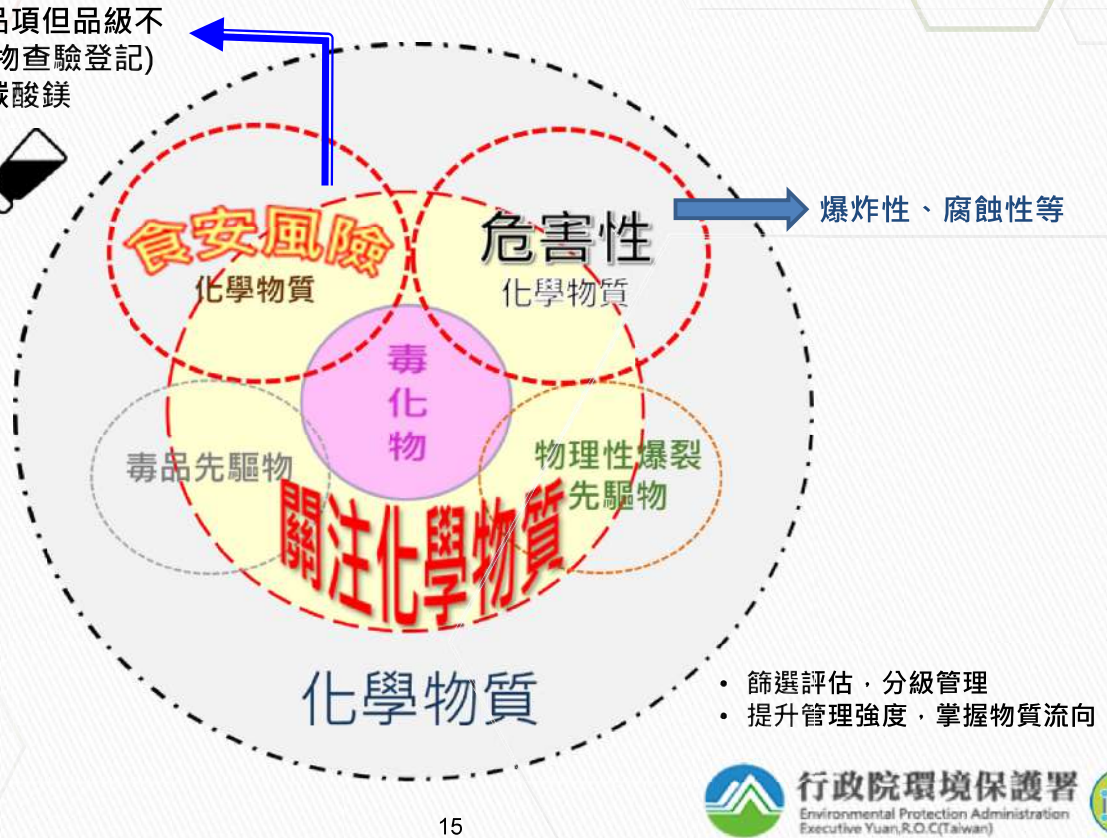 品項但品級不
物查驗登記)
碳酸鎂
食安風險
化學物質
危害性
化學物質
爆炸性、腐蝕性等
毒
化
物
毒品先驅物
物理性爆裂
先驅物
關注化學物質
化學物質
• 篩選評估，分級管理
• 提升管理強度，掌握物質流向
行政院環境保護署
Environmental Protection Administration
Executive Yuan,R.O.C(Taiwan)
15